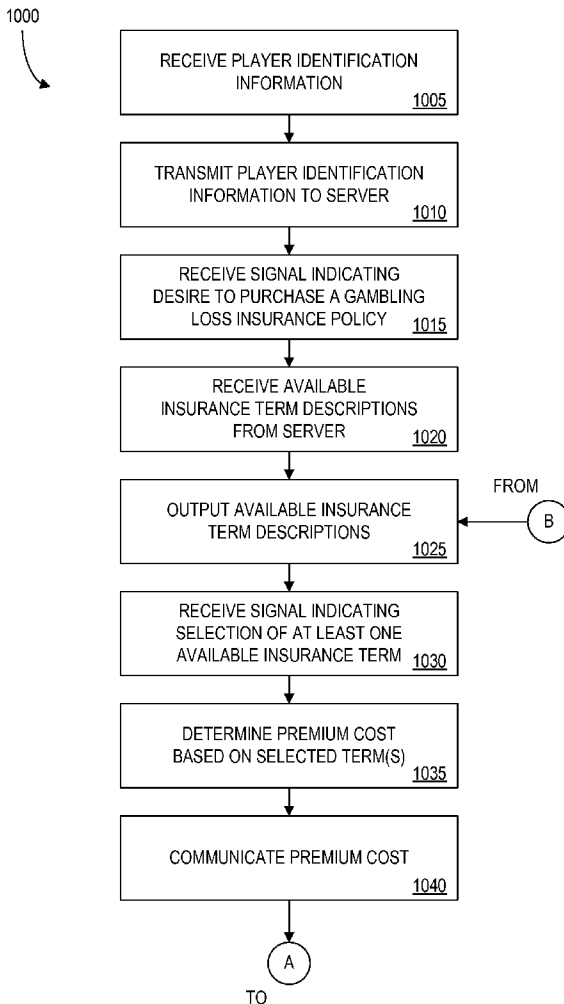 1000
RECEIVE PLAYER IDENTIFICATION
INFORMATION
1005
TRANSMIT PLAYER IDENTIFICATION
INFORMATION TO SERVER
1010
RECEIVE SIGNAL INDICATING
DESIRE TO PURCHASE A GAMBLING
LOSS INSURANCE POLICY
1015
RECEIVE AVAILABLE
INSURANCE TERM DESCRIPTIONS
FROM SERVER
1020
OUTPUT AVAILABLE INSURANCE
TERM DESCRIPTIONS
1025
FROM
B
RECEIVE SIGNAL INDICATING
SELECTION OF AT LEAST ONE
AVAILABLE INSURANCE TERM
1030
DETERMINE PREMIUM COST
BASED ON SELECTED TERM(S)
1035
COMMUNICATE PREMIUM COST
1040
A
TO